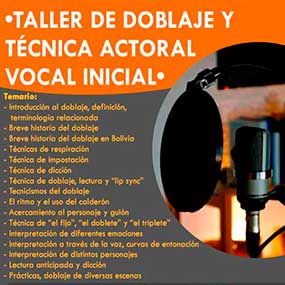 •TALLER DE DOBLAJE Y
TÉCNICA ACTORAL
VOCAL INICIAL•
Temario:
- Introducción al doblaje, definición,
terminología relacionada
- Breve historia del doblaje
- Breve historia del doblaje en Bolivia
- Técnicas de respiración
- Técnica de impostación
- Técnica de dicción
- Técnica de doblaje, lectura y "lip sync"
- Tecnicismos del doblaje
- El ritmo y el uso del calderón
- Acercamiento al personaje y guión
- Técnica de "el fijo", "el doblete" y "el triplete"
- Interpretación de diferentes emociones
- Interpretación a través de la voz, curvas de entonación
- Interpretación de distintos personajes
- Lectura anticipada y dicción
- Prácticas, doblaje de diversas escenas